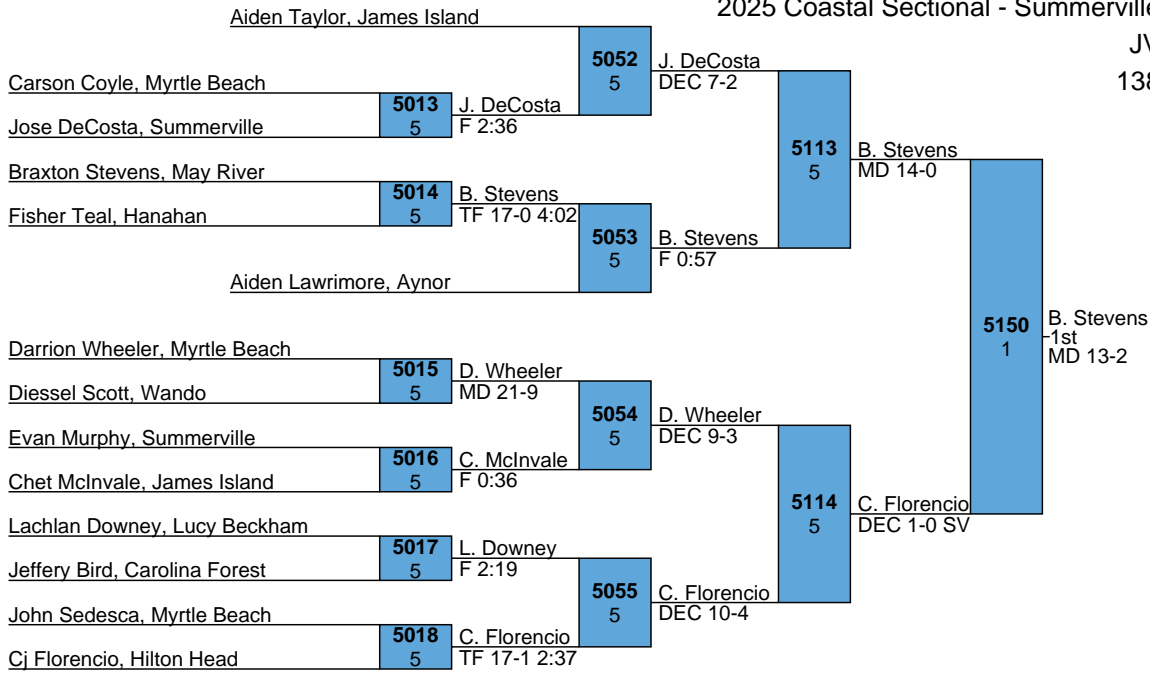 2025 Coastal Sectional - Summerville
JV
138
Aiden Taylor, James Island
5052
5
J. DeCosta
DEC 7-2
Carson Coyle, Myrtle Beach
5013
5
J. DeCosta
F 2:36
Jose DeCosta, Summerville
5113
5
B. Stevens
MD 14-0
Braxton Stevens, May River
5014
5
B. Stevens
TF 17-0 4:02
Fisher Teal, Hanahan
5053
5
B. Stevens
F 0:57
Aiden Lawrimore, Aynor
5150
1
B. Stevens
1st
MD 13-2
Darrion Wheeler, Myrtle Beach
5015
5
D. Wheeler
MD 21-9
Diessel Scott, Wando
5054
5
D. Wheeler
DEC 9-3
Evan Murphy, Summerville
5016
5
C. McInvale
F 0:36
Chet McInvale, James Island
5114
5
C. Florencio
DEC 1-0 SV
Lachlan Downey, Lucy Beckham
5017
5
L. Downey
F 2:19
Jeffery Bird, Carolina Forest
5055
5
C. Florencio
DEC 10-4
John Sedesca, Myrtle Beach
5018
5
C. Florencio
TF 17-1 2:37
Cj Florencio, Hilton Head